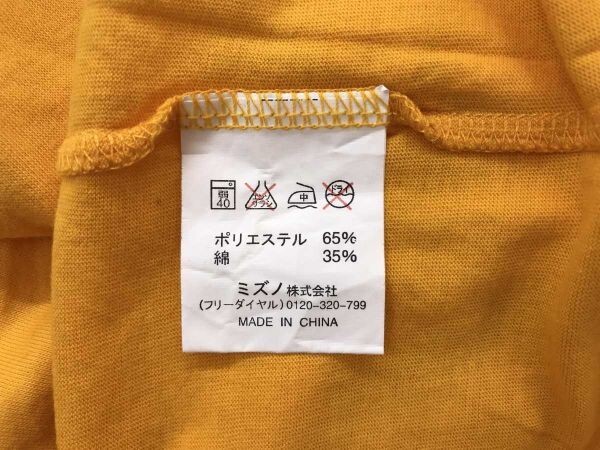 弱 40 エンソ サラシ 中 ドライ
ポリエステル 65%
綿 35%
ミズノ株式会社
(フリーダイヤル) 0120-320-799
MADE IN CHINA